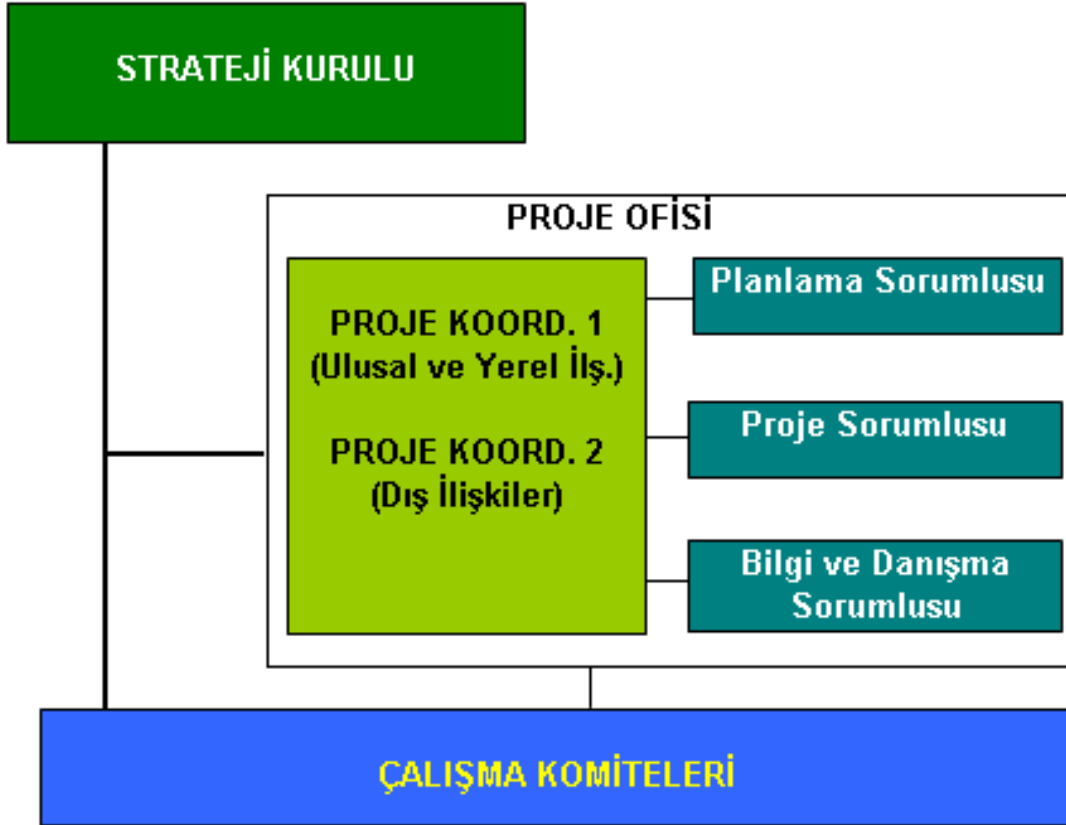 STRATEJİ KURULU
PROJE OFİSİ
PROJE KOORD. 1
(Ulusal ve Yerel İlş.)
PROJE KOORD. 2
(Dış İlişkiler)
Planlama Sorumlusu
Proje Sorumlusu
Bilgi ve Danışma
Sorumlusu
ÇALIŞMA KOMİTELERİ